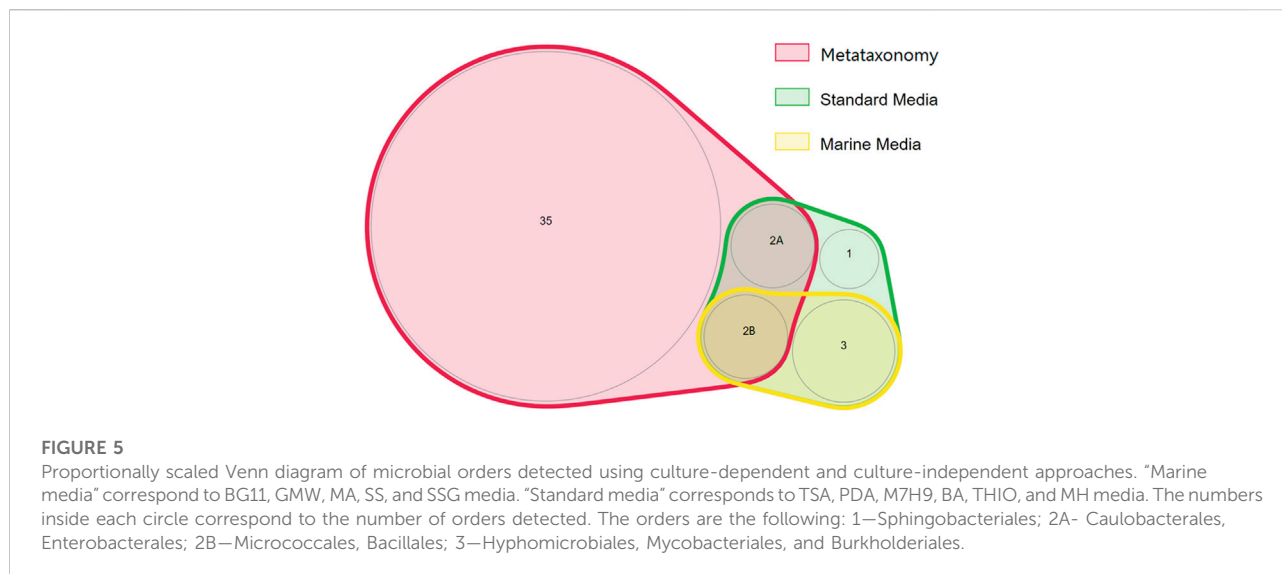 Metataxonomy
Standard Media
Marine Media
35
2A
1
2B
3
FIGURE 5
Proportionally scaled Venn diagram of microbial orders detected using culture-dependent and culture-independent approaches. “Marine
media” correspond to BG11, GMW, MA, SS, and SSG media. “Standard media” corresponds to TSA, PDA, M7H9, BA, THIO, and MH media. The numbers
inside each circle correspond to the number of orders detected. The orders are the following: 1—Sphingobacteriales; 2A- Caulobacterales,
Enterobacterales; 2B—Micrococcales, Bacillales; 3—Hyphomicrobiales, Mycobacteriales, and Burkholderiales.